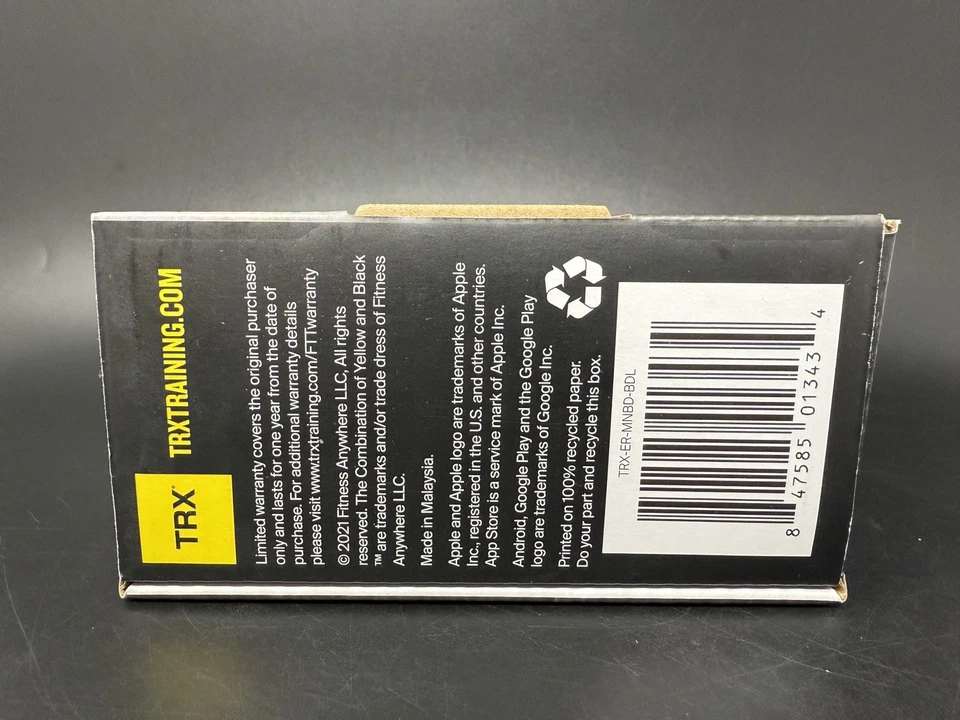 TRX®
TRXTRAINING.COM
Limited warranty covers the original purchaser
only and lasts for one year from the date of
purchase. For additional warranty details
please visit www.trxtraining.com/FTTwarranty
© 2021 Fitness Anywhere LLC, All rights
reserved. The Combination of Yellow and Black
™ are trademarks and/or trade dress of Fitness
Anywhere LLC.
Made in Malaysia.
Apple and Apple logo are trademarks of Apple
Inc., registered in the U.S. and other countries.
App Store is a service mark of Apple Inc.
Android, Google Play and the Google Play
logo are trademarks of Google Inc.
Printed on 100% recycled paper.
Do your part and recycle this box.
TRX-ER-MNBD-BDL
8 47585 01343 4